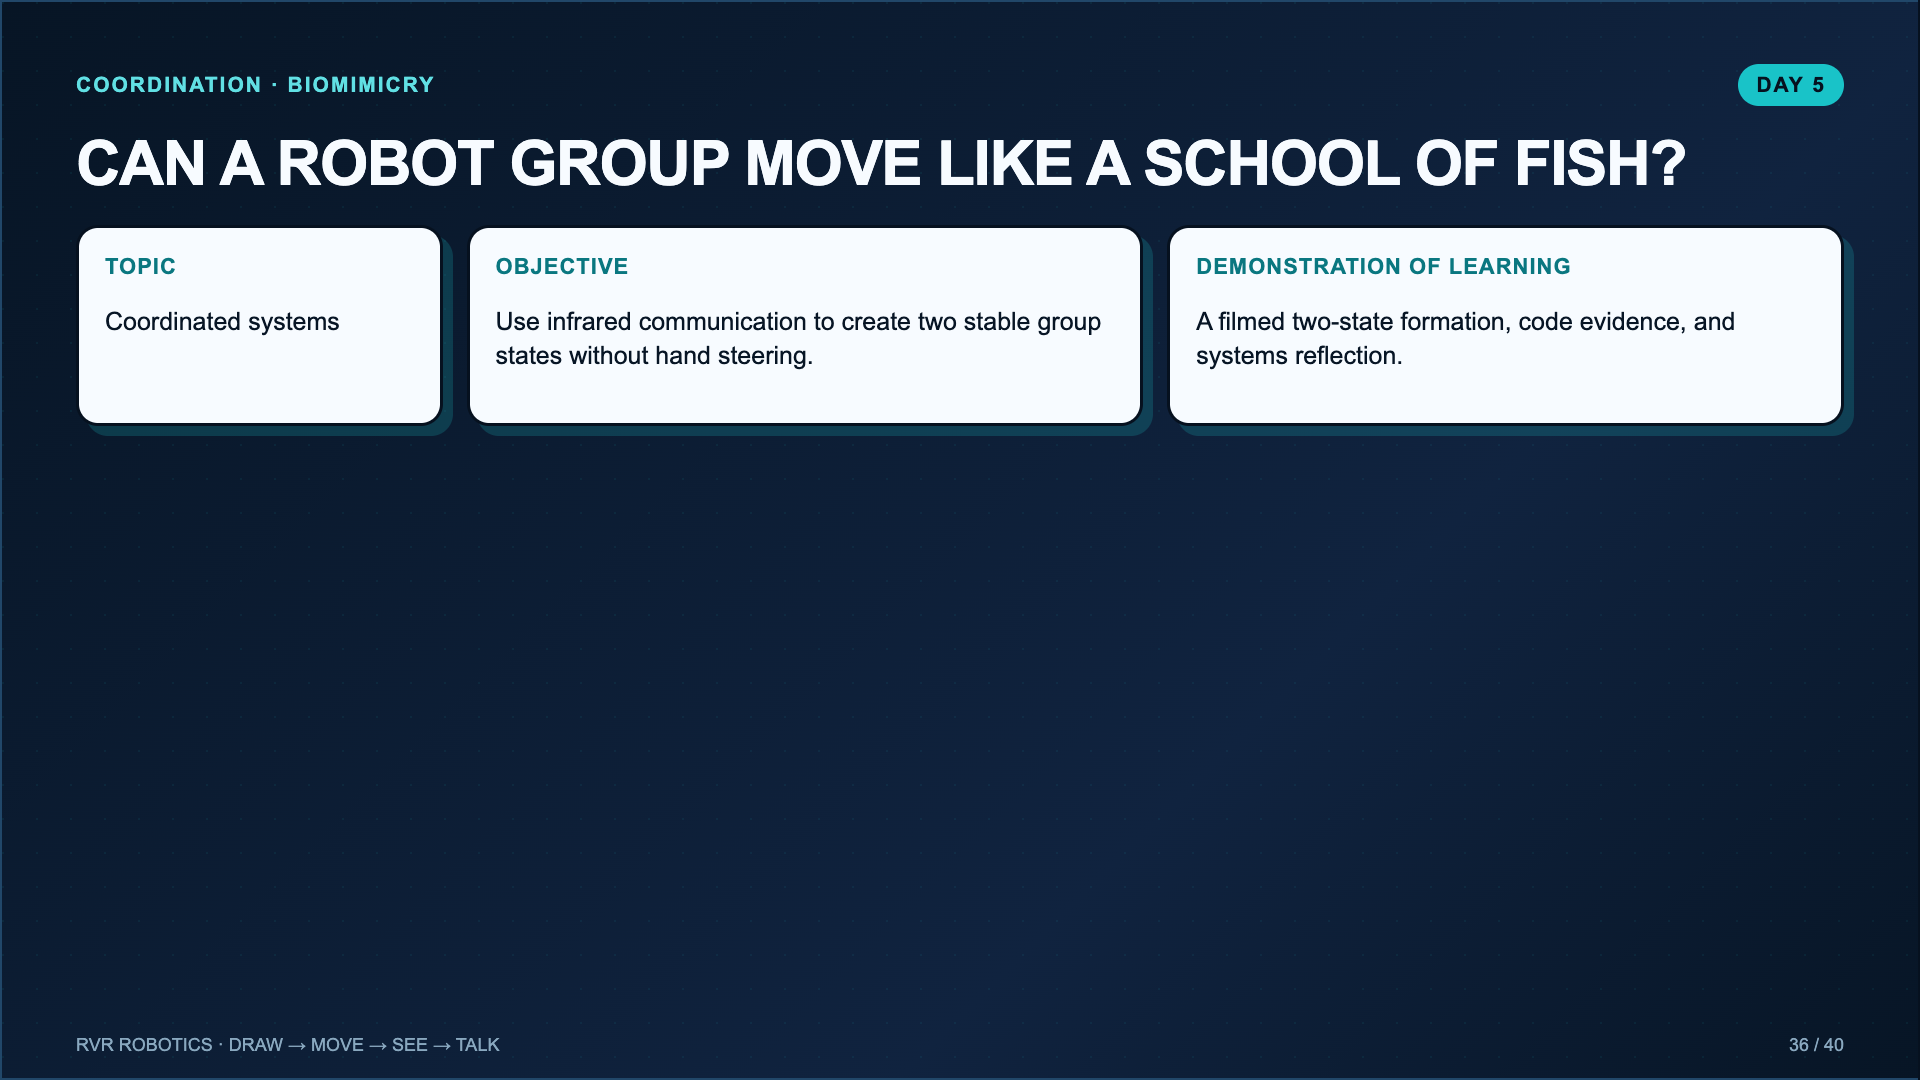 COORDINATION · BIOMIMICRY
DAY 5
CAN A ROBOT GROUP MOVE LIKE A SCHOOL OF FISH?
TOPIC
Coordinated systems
OBJECTIVE
Use infrared communication to create two stable group
states without hand steering.
DEMONSTRATION OF LEARNING
A filmed two-state formation, code evidence, and
systems reflection.
RVR ROBOTICS · DRAW → MOVE → SEE → TALK
36 / 40